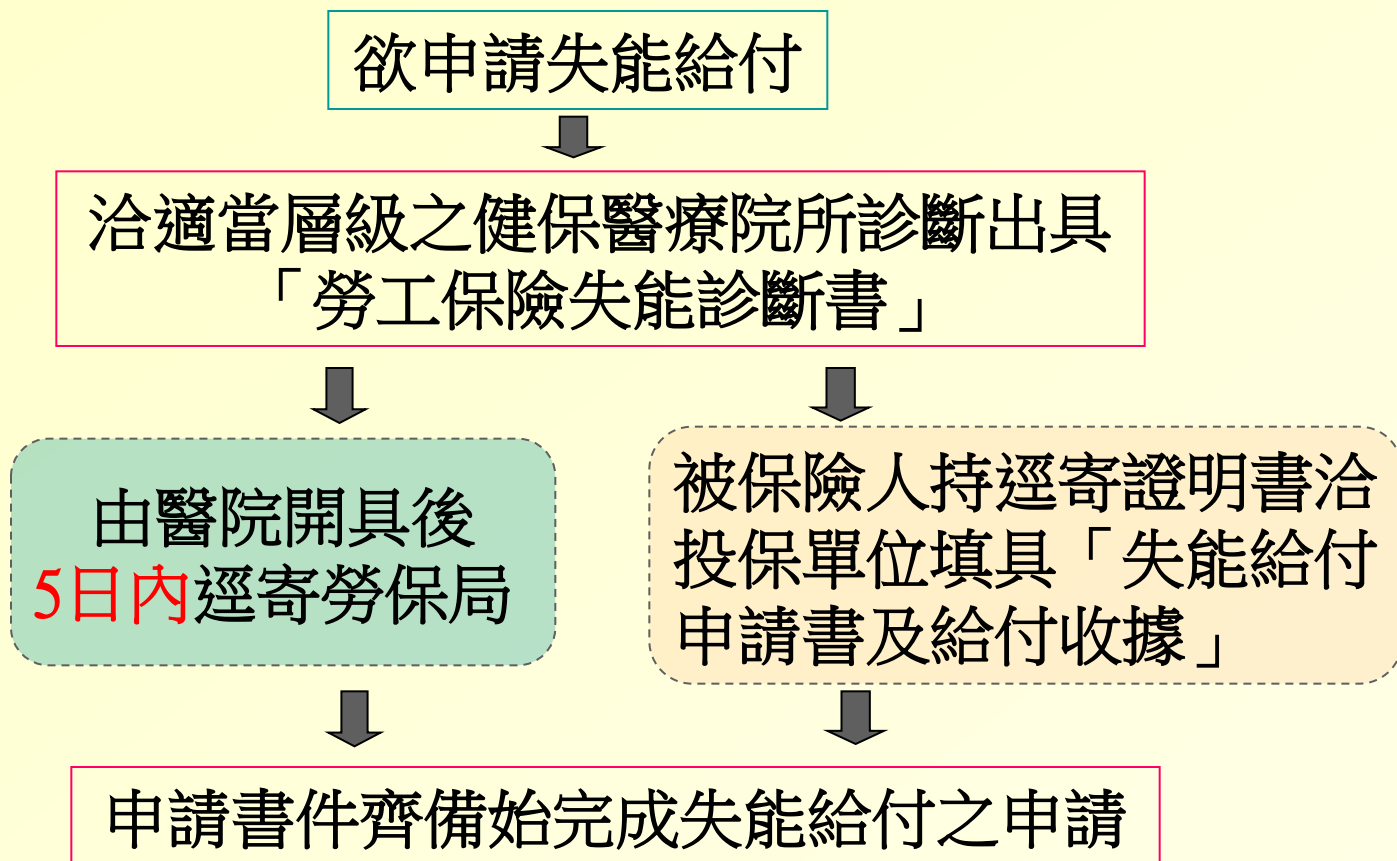 欲申請失能給付
洽適當層級之健保醫療院所診斷出具
「勞工保險失能診斷書」
由醫院開具後
5日內逕寄勞保局
被保險人持逕寄證明書洽
投保單位填具「失能給付
申請書及給付收據」
申請書件齊備始完成失能給付之申請